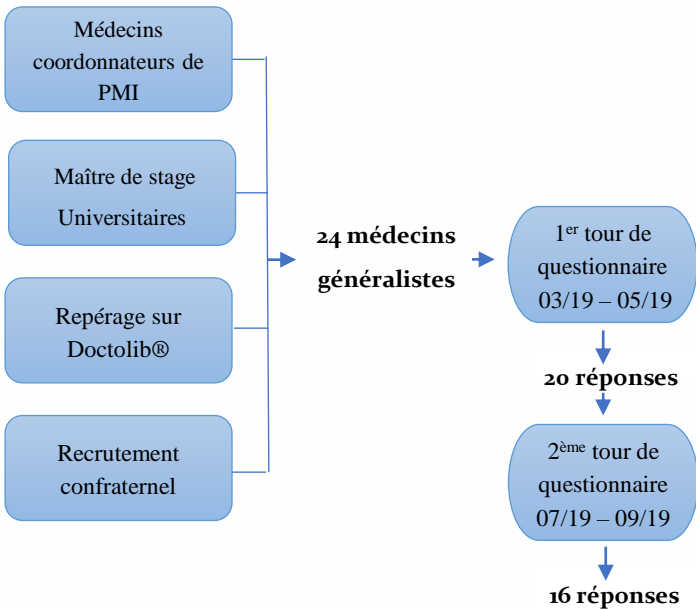 Médecins
coordonnateurs de
PMI
Maître de stage
Universitaires
Repérage sur
Doctolib®
Recrutement
confraternel
24 médecins
généralistes
1er tour de
questionnaire
03/19 – 05/19
20 réponses
2ème tour de
questionnaire
07/19 – 09/19
16 réponses